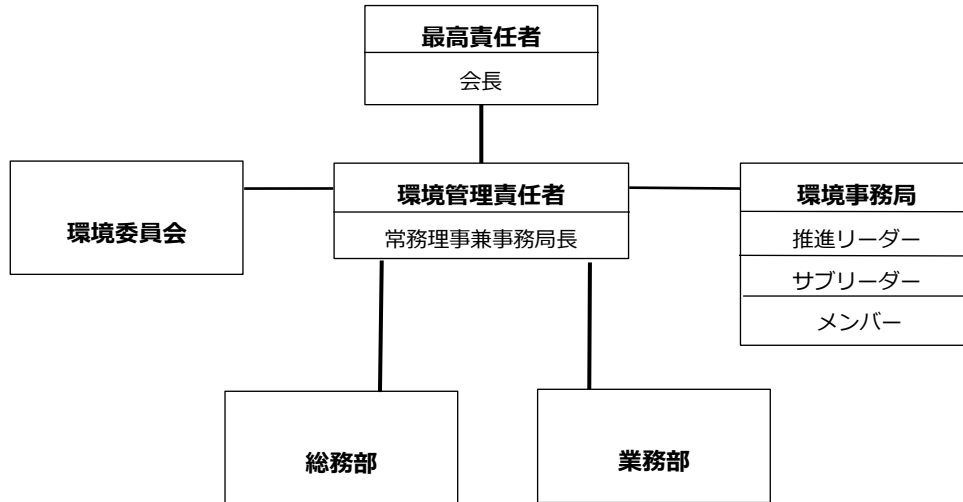 最高責任者
会長
環境委員会
環境管理責任者
常務理事兼事務局長
環境事務局
推進リーダー
サブリーダー
メンバー
総務部
業務部